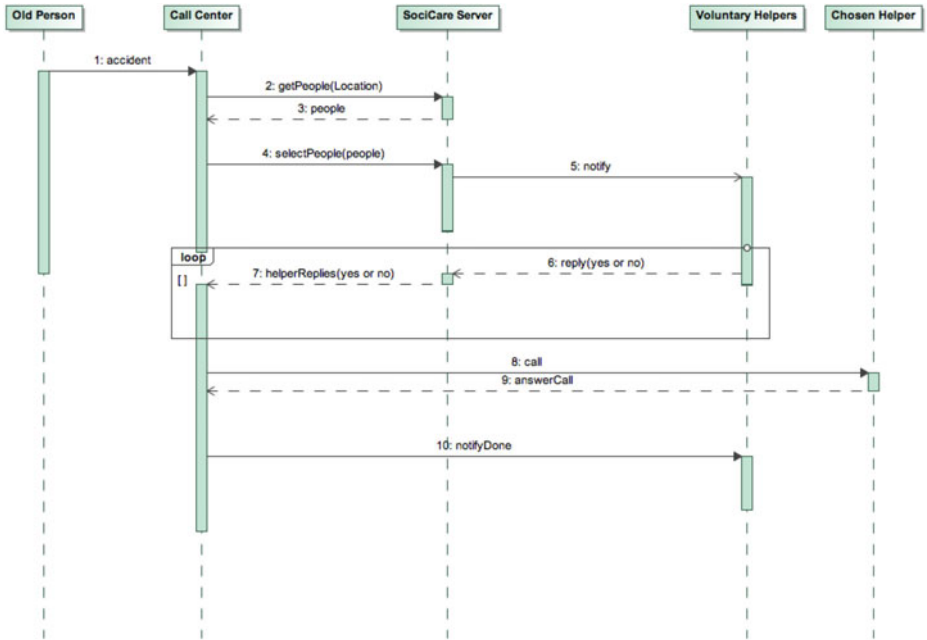 Old Person
Call Center
SociCare Server
Voluntary Helpers
Chosen Helper
1: accident
2: getPeople(Location)
3: people
4: selectPeople(people)
5: notify
loop
6: reply(yes or no)
[ ]
7: helperReplies(yes or no)
8: call
9: answerCall
10: notifyDone